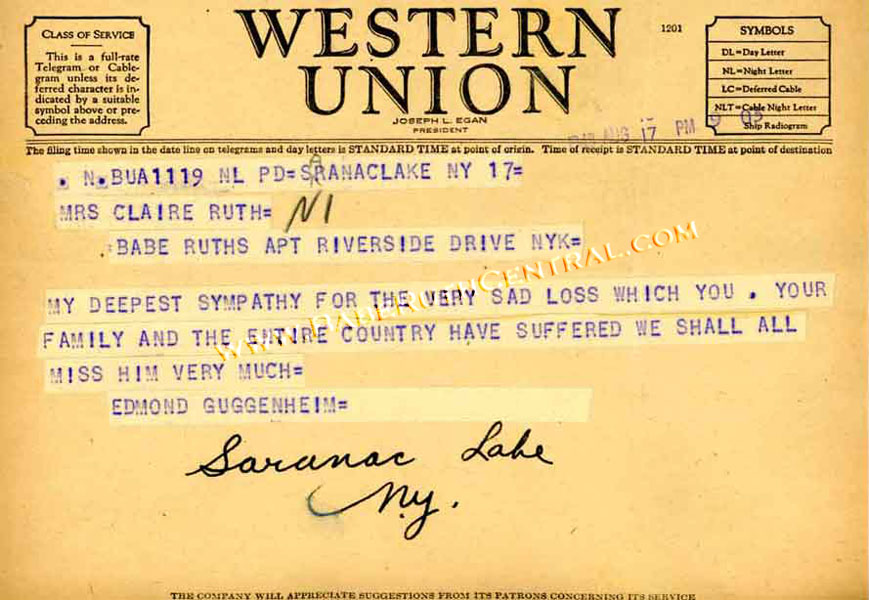 CLASS OF SERVICE
This is a full-rate
Telegram or Cable-
gram unless its de-
ferred character is in-
dicated by a suitable
symbol above or pre-
ceding the address.
WESTERN
UNION
JOSEPH L. EGAN
PRESIDENT
1201
SYMBOLS
DL=Day Letter
NL=Night Letter
LC=Deferred Cable
NLT=Cable Night Letter
Ship Radiogram
AUG 17 PM 9 03
The filing time shown in the date line on telegrams and day letters is STANDARD TIME at point of origin. Time of receipt is STANDARD TIME at point of destination
. N.BUA1119 NL PD=SRANACLAKE NY 17=
MRS CLAIRE RUTH=
N1
:BABE RUTHS APT RIVERSIDE DRIVE NYK=
MY DEEPEST SYMPATHY FOR THE VERY SAD LOSS WHICH YOU . YOUR
FAMILY AND THE ENTIRE COUNTRY HAVE SUFFERED WE SHALL ALL
MISS HIM VERY MUCH=
EDMOND GUGGENHEIM=
www.BabeRuthCentral.com
Saranac Lake
N.y.
THE COMPANY WILL APPRECIATE SUGGESTIONS FROM ITS PATRONS CONCERNING ITS SERVICE